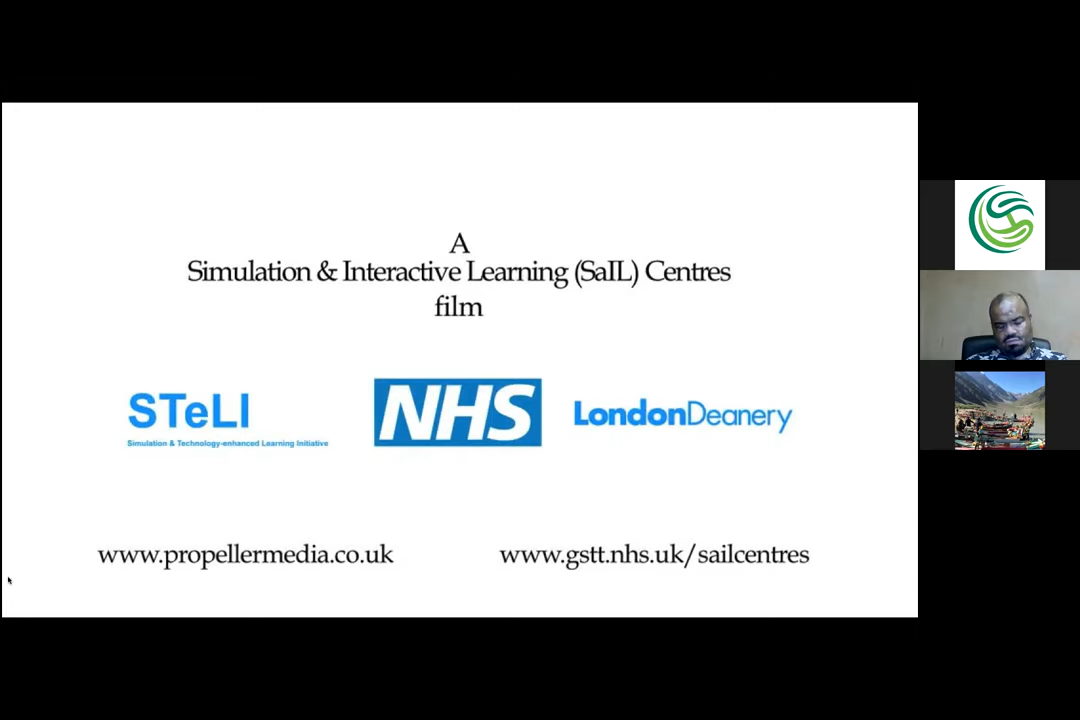 A
Simulation & Interactive Learning (SaIL) Centres
film
STeLI
Simulation & Technology-enhanced Learning Initiative
NHS
LondonDeanery
www.propellermedia.co.uk
www.gstt.nhs.uk/sailcentres